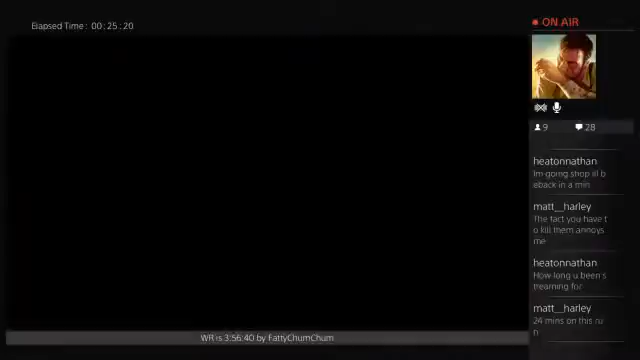 Elapsed Time: 00:25:20
ON AIR
9
28
heatonnathan
Im going shop ill b
eback in a min
matt__harley
The fact you have t
o kill them annoys
me
heatonnathan
How long u been s
treaming for
matt__harley
24 mins on this ru
n
WR is 3:56:40 by FattyChumChum